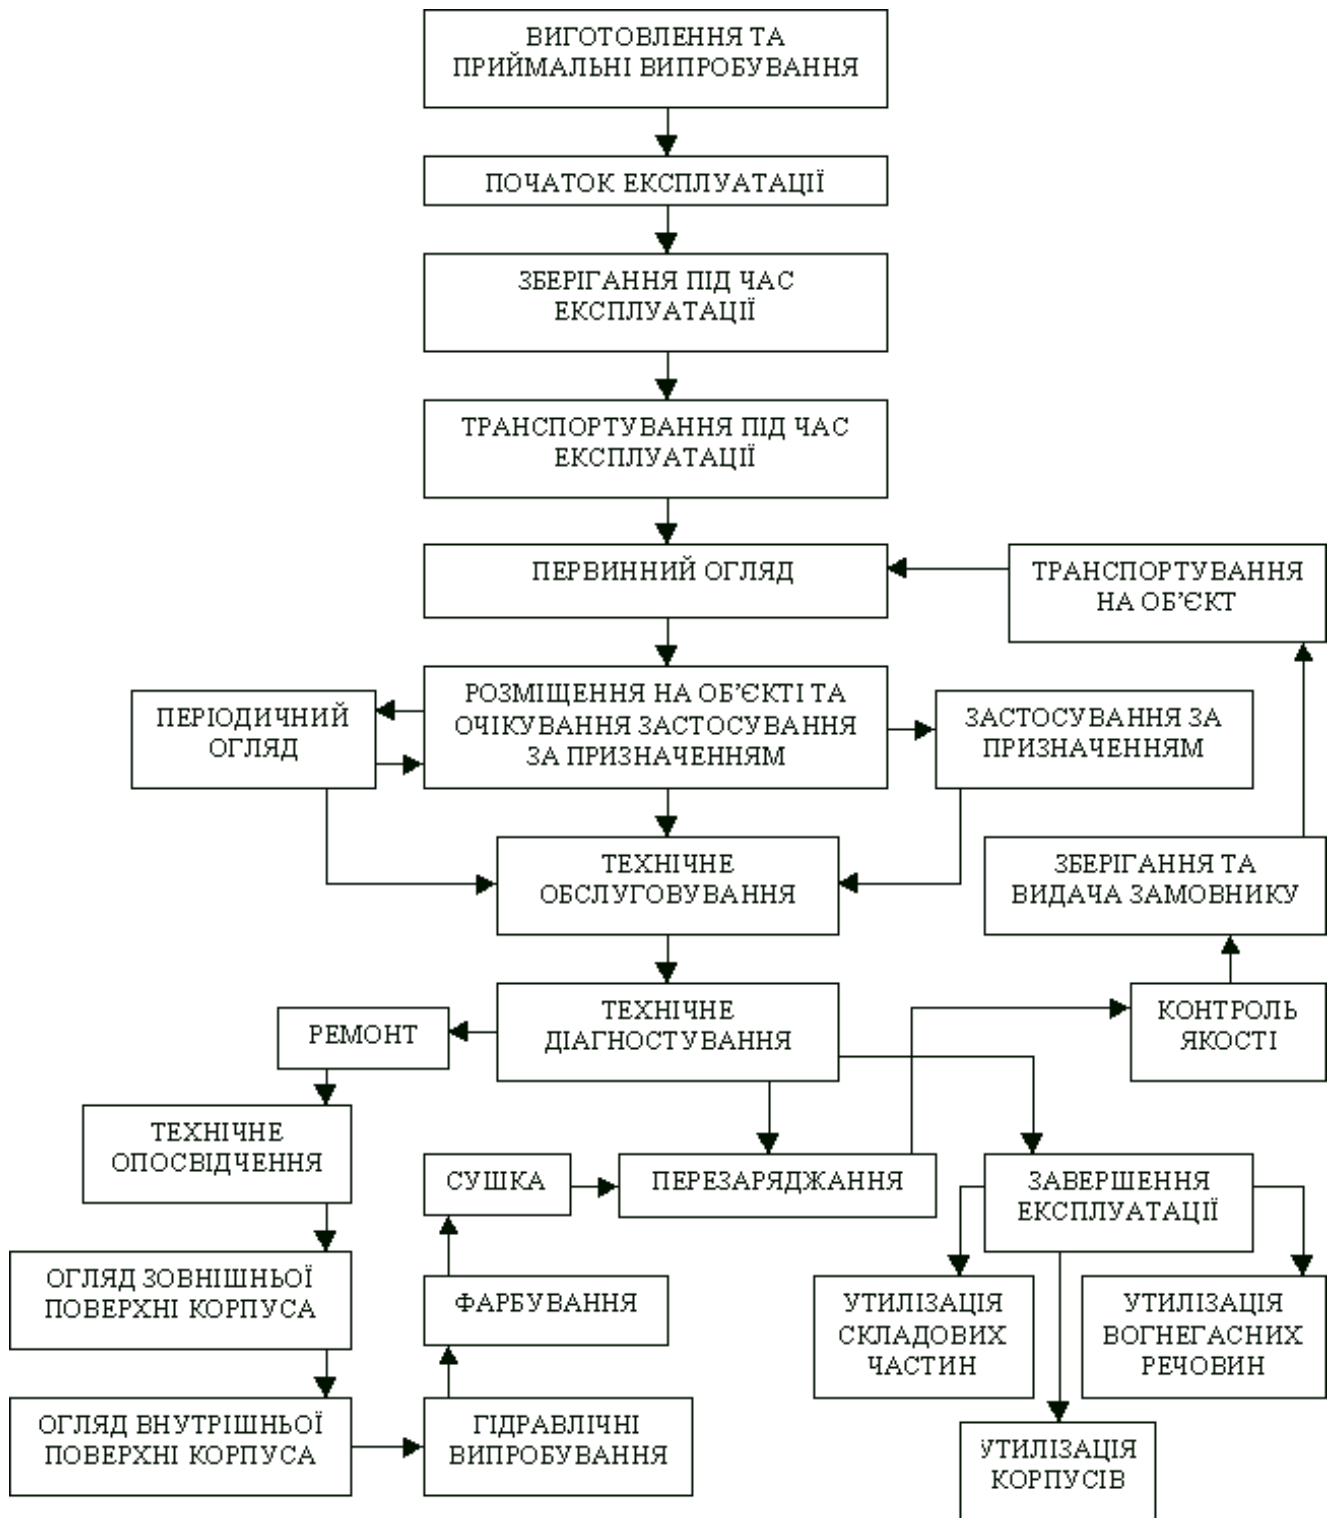 ВИГОТОВЛЕННЯ ТА
ПРИЙМАЛЬНІ ВИПРОБУВАННЯ
ПОЧАТОК ЕКСПЛУАТАЦІЇ
ЗБЕРІГАННЯ ПІД ЧАС
ЕКСПЛУАТАЦІЇ
ТРАНСПОРТУВАННЯ ПІД ЧАС
ЕКСПЛУАТАЦІЇ
ПЕРВИННИЙ ОГЛЯД
ТРАНСПОРТУВАННЯ
НА ОБ’ЄКТ
ПЕРІОДИЧНИЙ
ОГЛЯД
РОЗМІЩЕННЯ НА ОБ’ЄКТІ ТА
ОЧІКУВАННЯ ЗАСТОСУВАННЯ
ЗА ПРИЗНАЧЕННЯМ
ЗАСТОСУВАННЯ ЗА
ПРИЗНАЧЕННЯМ
ТЕХНІЧНЕ
ОБСЛУГОВУВАННЯ
ЗБЕРІГАННЯ ТА
ВИДАЧА ЗАМОВНИКУ
РЕМОНТ
ТЕХНІЧНЕ
ДІАГНОСТУВАННЯ
КОНТРОЛЬ
ЯКОСТІ
ТЕХНІЧНЕ
ОПОСВІДЧЕННЯ
СУШКА
ПЕРЕЗАРЯДЖАННЯ
ЗАВЕРШЕННЯ
ЕКСПЛУАТАЦІЇ
ОГЛЯД ЗОВНІШНЬОЇ
ПОВЕРХНІ КОРПУСА
ФАРБУВАННЯ
УТИЛІЗАЦІЯ
СКЛАДОВИХ
ЧАСТИН
УТИЛІЗАЦІЯ
ВОГНЕГАСНИХ
РЕЧОВИН
ОГЛЯД ВНУТРІШНЬОЇ
ПОВЕРХНІ КОРПУСА
ГІДРАВЛІЧНІ
ВИПРОБУВАННЯ
УТИЛІЗАЦІЯ
КОРПУСІВ